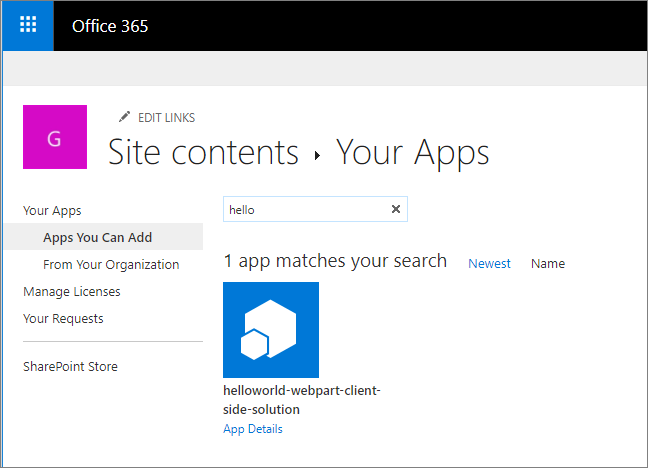 Office 365
G
EDIT LINKS
Site contents ▸ Your Apps
Your Apps
Apps You Can Add
From Your Organization
Manage Licenses
Your Requests
SharePoint Store
hello
1 app matches your search Newest Name
helloworld-webpart-client-
side-solution
App Details